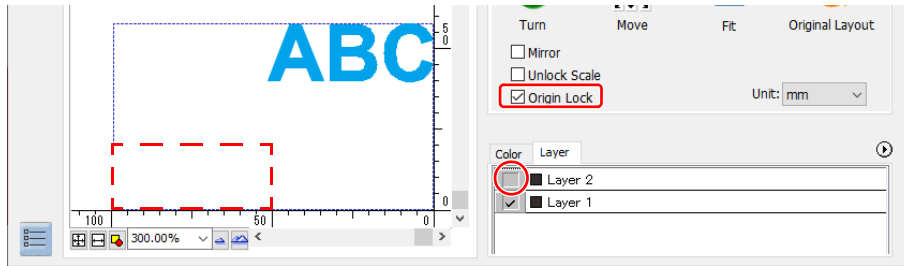 ABC
5
0
0
100
50
0
300.00%
Turn
Move
Fit
Original Layout
Mirror
Unlock Scale
Origin Lock
Unit: mm
Color
Layer
Layer 2
Layer 1